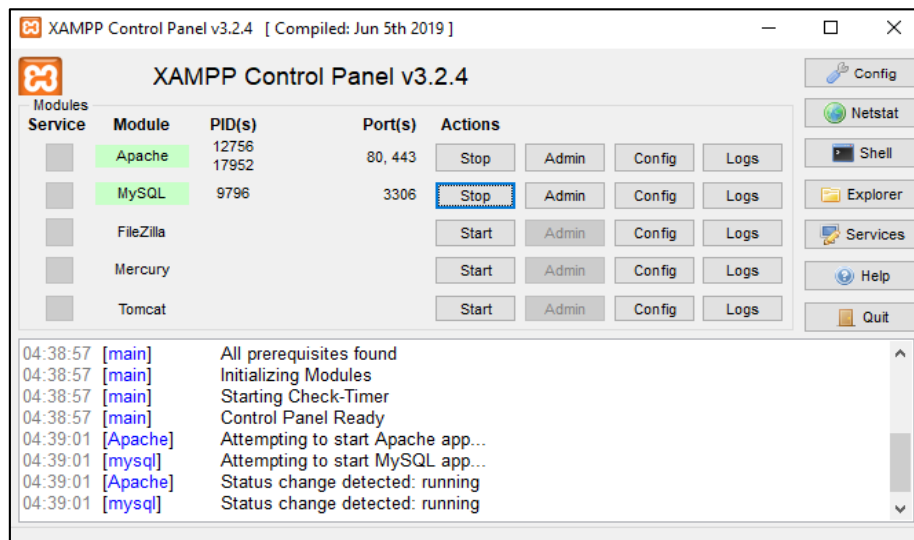 XAMPP Control Panel v3.2.4 [ Compiled: Jun 5th 2019 ]
XAMPP Control Panel v3.2.4
Config
Modules
Service Module PID(s) Port(s) Actions
Netstat
Apache 12756 17952 80, 443 Stop Admin Config Logs
Shell
MySQL 9796 3306 Stop Admin Config Logs
Explorer
FileZilla Start Admin Config Logs
Services
Mercury Start Admin Config Logs
Help
Tomcat Start Admin Config Logs
Quit
04:38:57 [main] All prerequisites found
04:38:57 [main] Initializing Modules
04:38:57 [main] Starting Check-Timer
04:38:57 [main] Control Panel Ready
04:39:01 [Apache] Attempting to start Apache app...
04:39:01 [mysql] Attempting to start MySQL app...
04:39:01 [Apache] Status change detected: running
04:39:01 [mysql] Status change detected: running